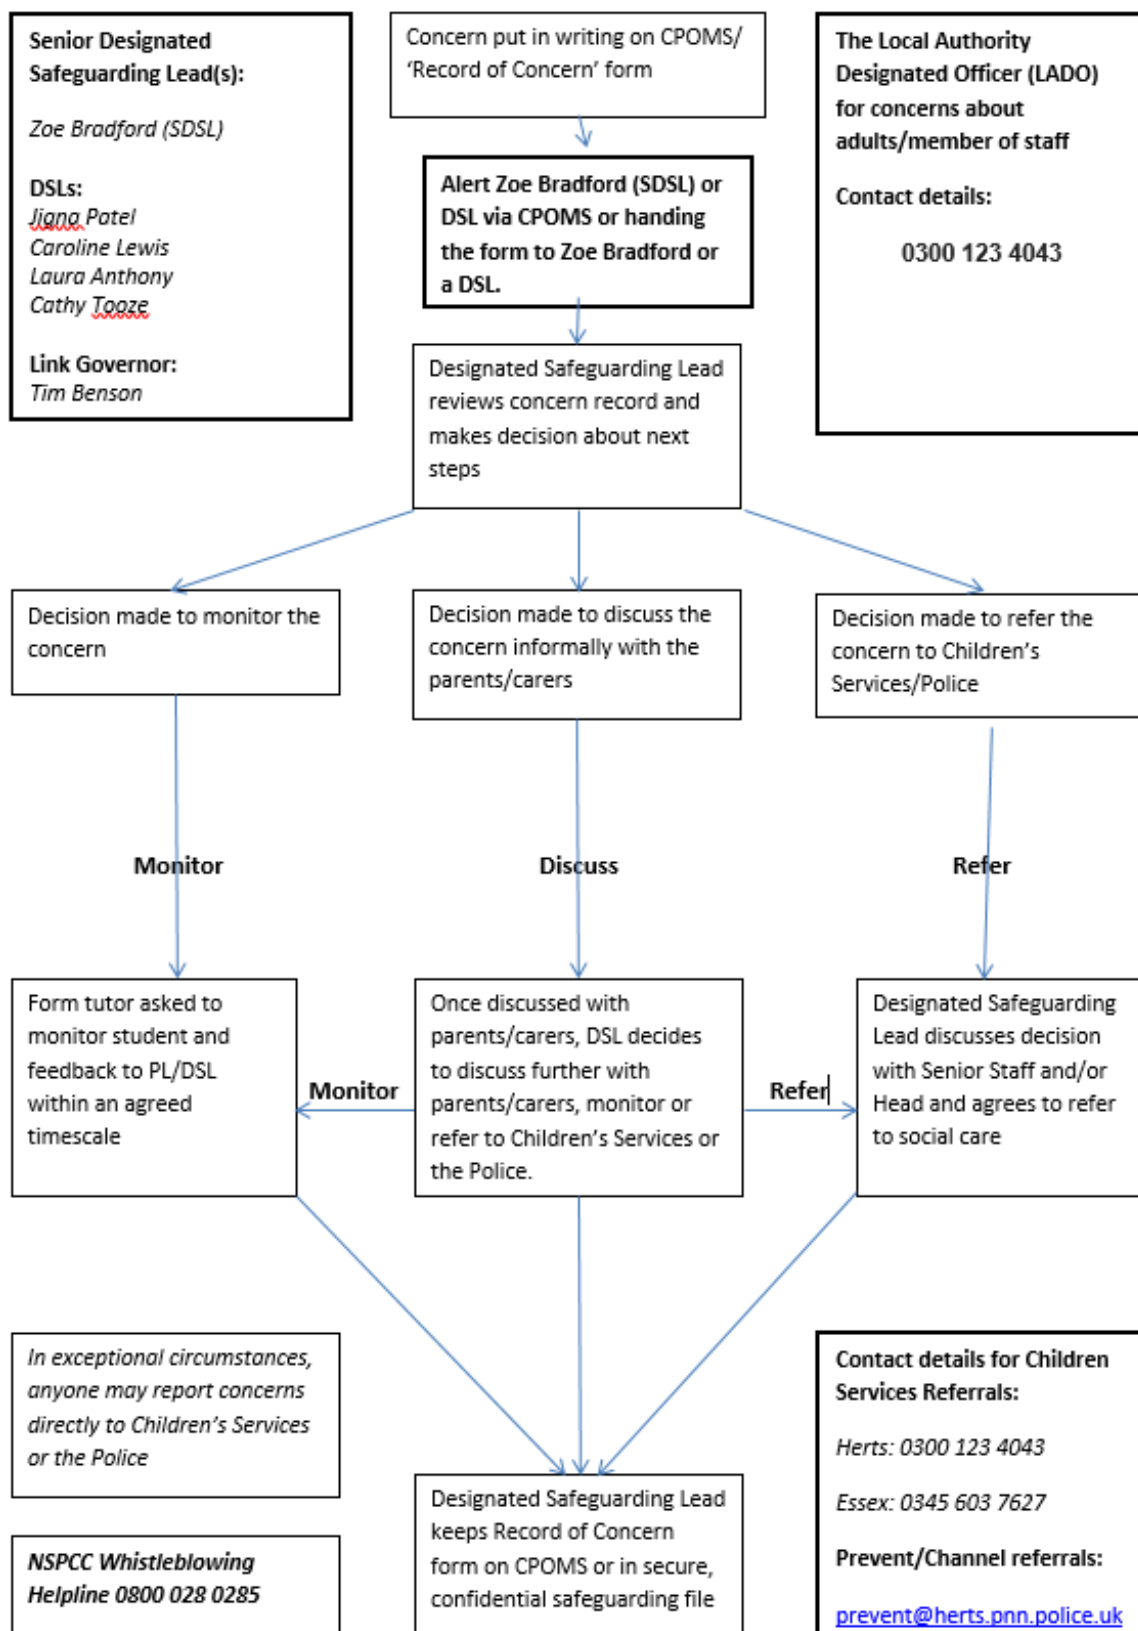 Senior Designated
Safeguarding Lead(s):
Zoe Bradford (SDSL)
DSLs:
Jigna Patel
Caroline Lewis
Laura Anthony
Cathy Tooze
Link Governor:
Tim Benson
Concern put in writing on CPOMS/
‘Record of Concern’ form
The Local Authority
Designated Officer (LADO)
for concerns about
adults/member of staff
Contact details:
0300 123 4043
Alert Zoe Bradford (SDSL) or
DSL via CPOMS or handing
the form to Zoe Bradford or
a DSL.
Designated Safeguarding Lead
reviews concern record and
makes decision about next
steps
Decision made to monitor the
concern
Decision made to discuss the
concern informally with the
parents/carers
Decision made to refer the
concern to Children’s
Services/Police
Monitor
Discuss
Refer
Form tutor asked to
monitor student and
feedback to PL/DSL
within an agreed
timescale
Monitor
Once discussed with
parents/carers, DSL decides
to discuss further with
parents/carers, monitor or
refer to Children’s Services or
the Police.
Refer
Designated Safeguarding
Lead discusses decision
with Senior Staff and/or
Head and agrees to refer
to social care
In exceptional circumstances,
anyone may report concerns
directly to Children’s Services
or the Police
NSPCC Whistleblowing
Helpline 0800 028 0285
Designated Safeguarding Lead
keeps Record of Concern
form on CPOMS or in secure,
confidential safeguarding file
Contact details for Children
Services Referrals:
Herts: 0300 123 4043
Essex: 0345 603 7627
Prevent/Channel referrals:
prevent@herts.pnn.police.uk